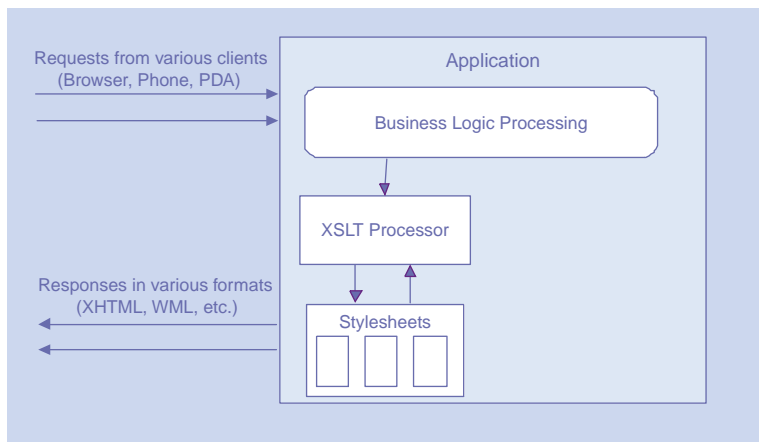 Requests from various clients
(Browser, Phone, PDA)
Application
Business Logic Processing
XSLT Processor
Responses in various formats
(XHTML, WML, etc.)
Stylesheets